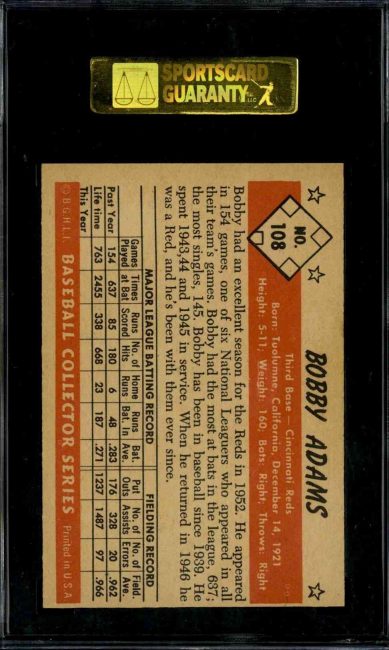 SPORTSCARD
GUARANTY
LLC
NO.
108
BOBBY ADAMS
Third Base — Cincinnati Reds
Born: Tuolumne, California, December 14, 1921
Height: 5-11; Weight: 160, Bats: Right, Throws: Right
Bobby had an excellent season for the Reds in 1952. He appeared
in 154 games, one of six National Leaguers who appeared in all
their team's games. Bobby had the most at bats in the league, 637;
the most singles, 145. Bobby has been in baseball since 1939. He
spent 1943,44 and 1945 in service. When he returned in 1946 he
was a Red, and he's been with them ever since.
MAJOR LEAGUE BATTING RECORD FIELDING RECORD
Games Times Runs No. of Home Runs Bat. Put No. of No. of Field
Played at Bat Scored Hits Runs Bat. In Ave. Outs Assists Errors Ave.
Past Year 154 637 85 180 6 48 .283 176 328 20 .962
Life time 763 2455 338 668 23 187 .271 1237 1487 97 .966
This Year
© B.G.H.L.I. BASEBALL COLLECTOR SERIES Printed in U.S.A.